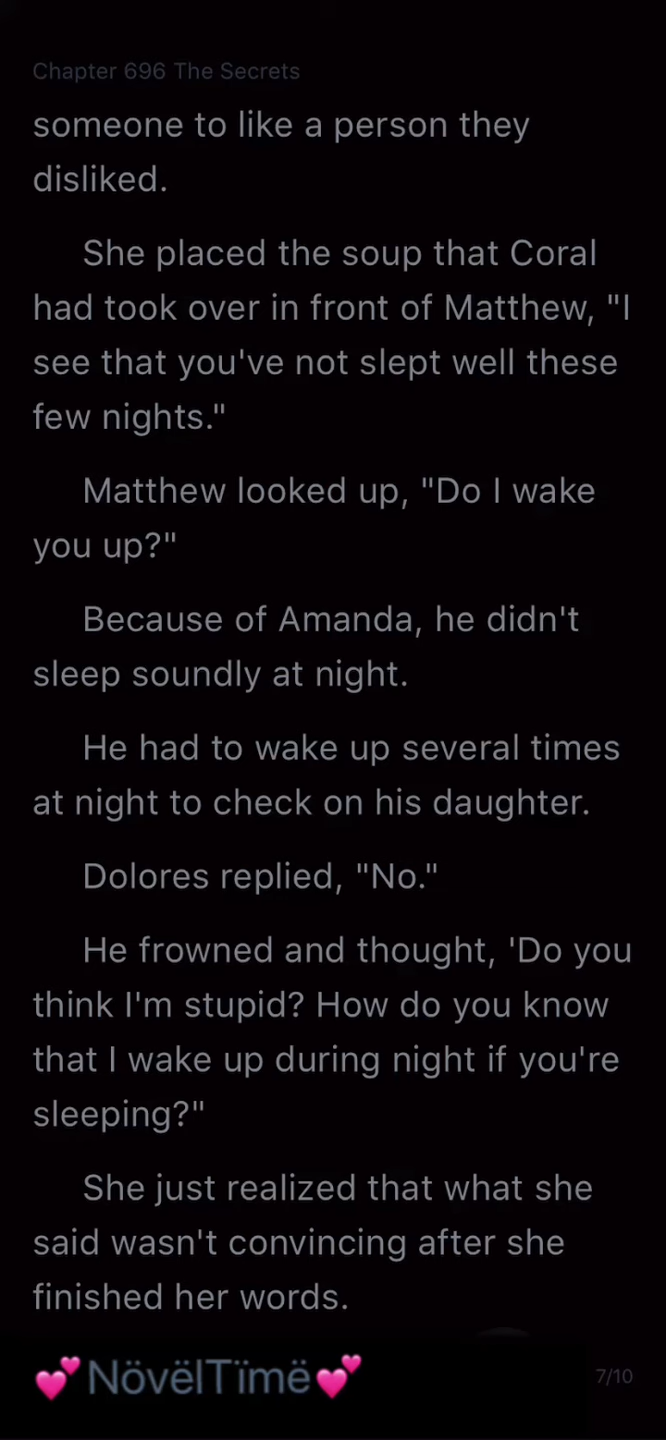 Chapter 696 The Secrets
someone to like a person they
disliked.
She placed the soup that Coral
had took over in front of Matthew, "I
see that you've not slept well these
few nights."
Matthew looked up, "Do I wake
you up?"
Because of Amanda, he didn't
sleep soundly at night.
He had to wake up several times
at night to check on his daughter.
Dolores replied, "No."
He frowned and thought, 'Do you
think I'm stupid? How do you know
that I wake up during night if you're
sleeping?"
She just realized that what she
said wasn't convincing after she
finished her words.
💕NövëlTïmë💕
7/10